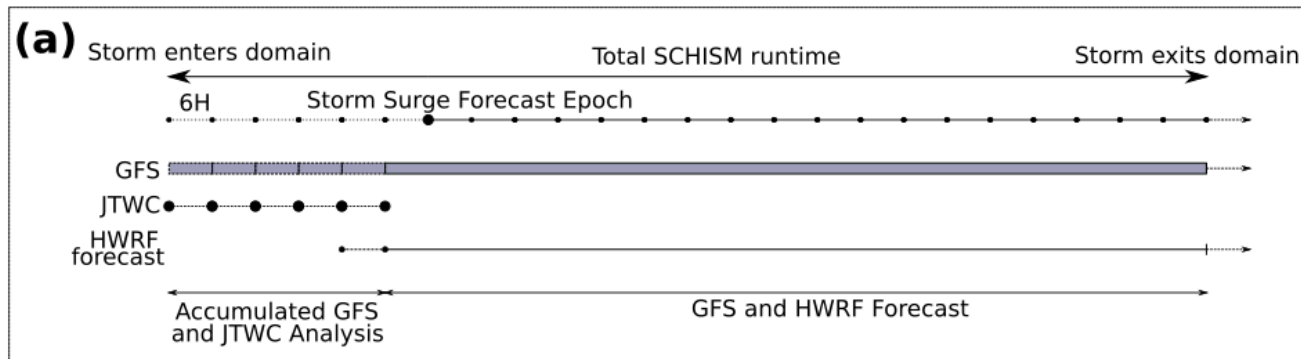 (a)
Storm enters domain
Total SCHISM runtime
Storm exits domain
6H
Storm Surge Forecast Epoch
GFS
JTWC
HWRF
forecast
Accumulated GFS
and JTWC Analysis
GFS and HWRF Forecast